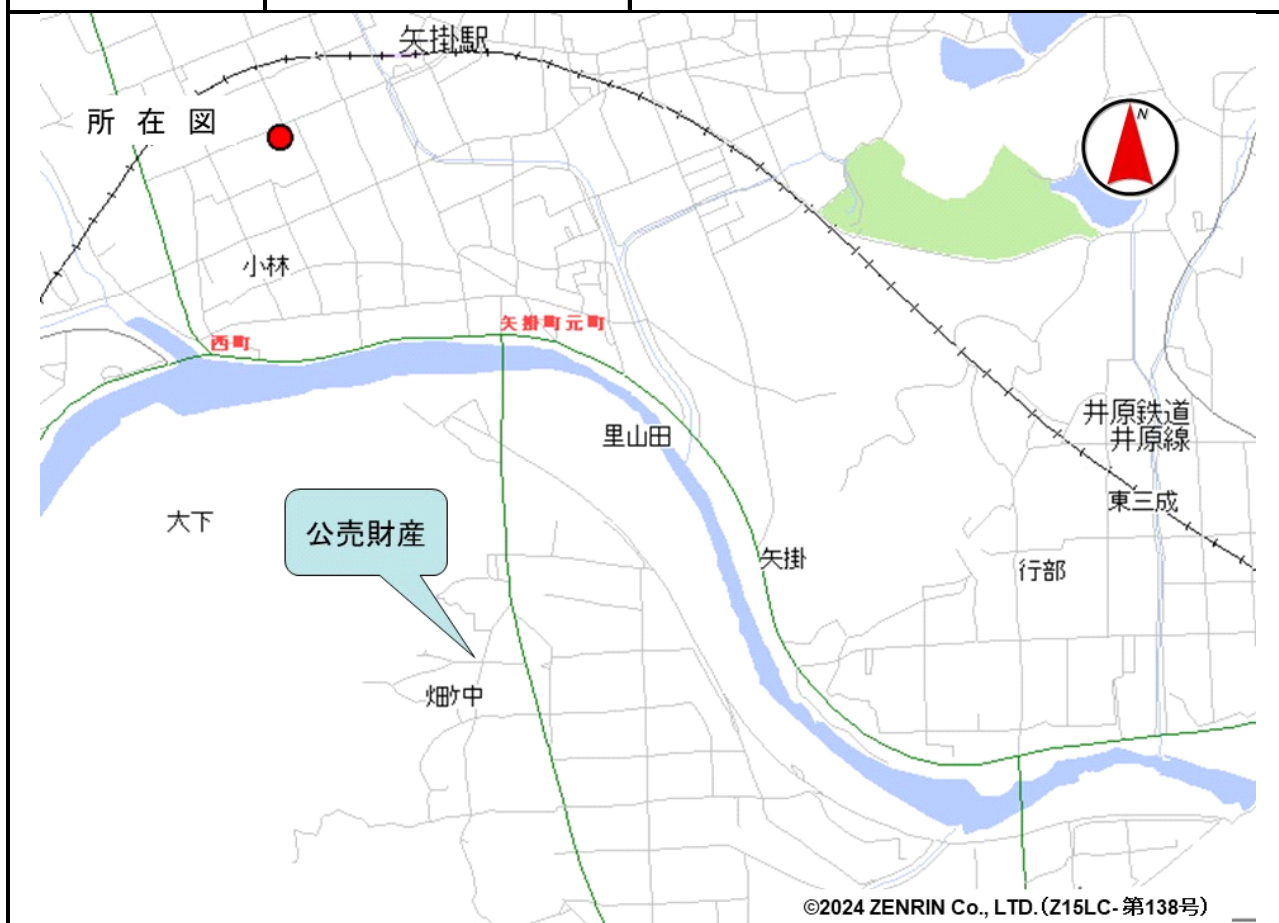 矢掛駅
所 在 図
N
小林
矢掛町元町
西町
井原鉄道
井原線
里山田
東三成
大下
公売財産
矢掛
行部
畑ケ中
©2024 ZENRIN Co., LTD.(Z15LC-第138号)